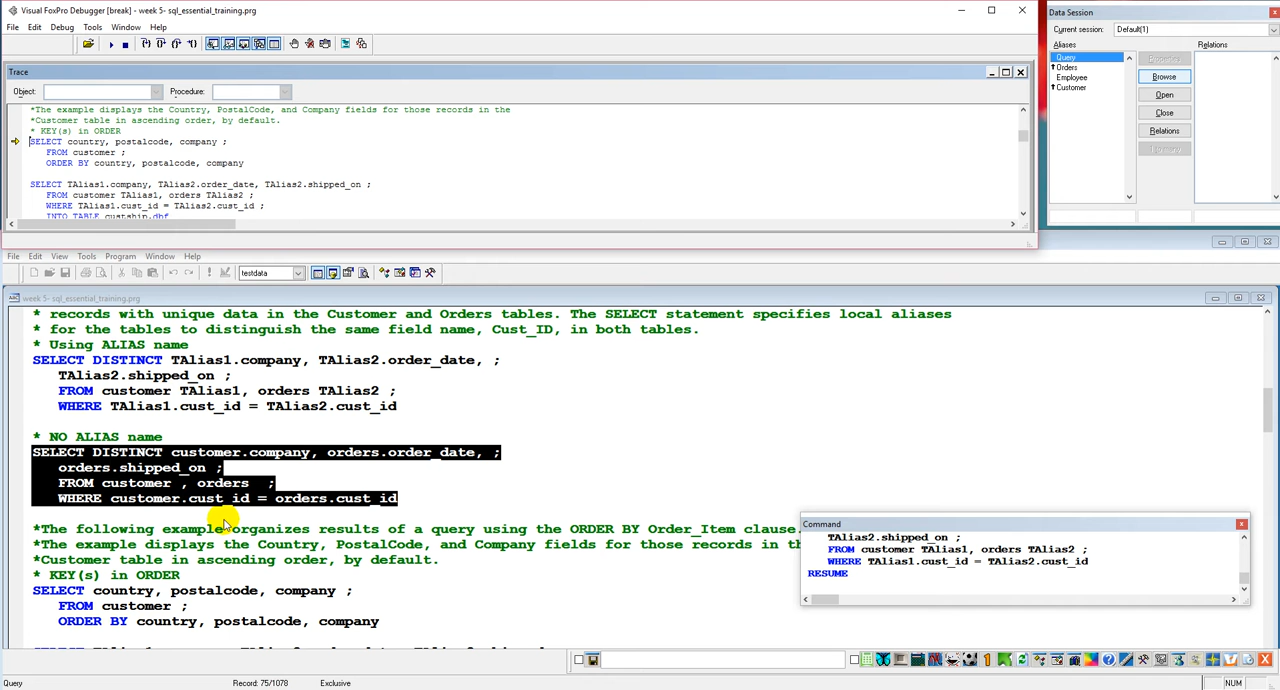 Visual FoxPro Debugger [break] - week 5- sql_essential_training.prg
File Edit Debug Tools Window Help
Trace
Object: Procedure:
*The example displays the Country, PostalCode, and Company fields for those records in the
*Customer table in ascending order, by default.
* KEY(s) in ORDER
SELECT country, postalcode, company ;
FROM customer ;
ORDER BY country, postalcode, company
SELECT TAlias1.company, TAlias2.order_date, TAlias2.shipped_on ;
FROM customer TAlias1, orders TAlias2 ;
WHERE TAlias1.cust_id = TAlias2.cust_id ;
INTO TABLE custship.dbf
Data Session
Current session: Default(1)
Aliases Relations
Query
Orders
Employee
Customer
Properties
Browse
Open
Close
Relations
File Edit View Tools Program Window Help
testdata
week 5- sql_essential_training.prg
* records with unique data in the Customer and Orders tables. The SELECT statement specifies local aliases
* for the tables to distinguish the same field name, Cust_ID, in both tables.
* Using ALIAS name
SELECT DISTINCT TAlias1.company, TAlias2.order_date, ;
TAlias2.shipped_on ;
FROM customer TAlias1, orders TAlias2 ;
WHERE TAlias1.cust_id = TAlias2.cust_id
* NO ALIAS name
SELECT DISTINCT customer.company, orders.order_date, ;
orders.shipped_on ;
FROM customer , orders ;
WHERE customer.cust_id = orders.cust_id
*The following example organizes results of a query using the ORDER BY Order_Item clause.
*The example displays the Country, PostalCode, and Company fields for those records in th
*Customer table in ascending order, by default.
* KEY(s) in ORDER
SELECT country, postalcode, company ;
FROM customer ;
ORDER BY country, postalcode, company
Command
TAlias2.shipped_on ;
FROM customer TAlias1, orders TAlias2 ;
WHERE TAlias1.cust_id = TAlias2.cust_id
RESUME
Query Record: 75/1078 Exclusive NUM